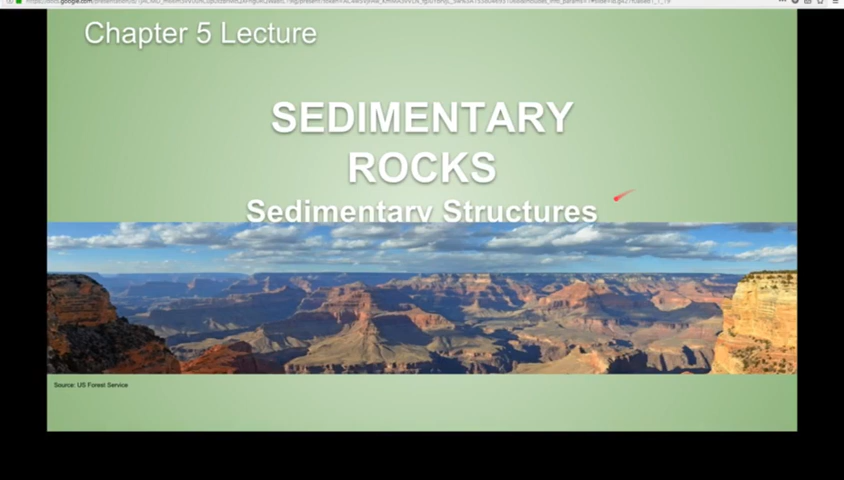 Chapter 5 Lecture
SEDIMENTARY
ROCKS
Sedimentary Structures
Source: US Forest Service